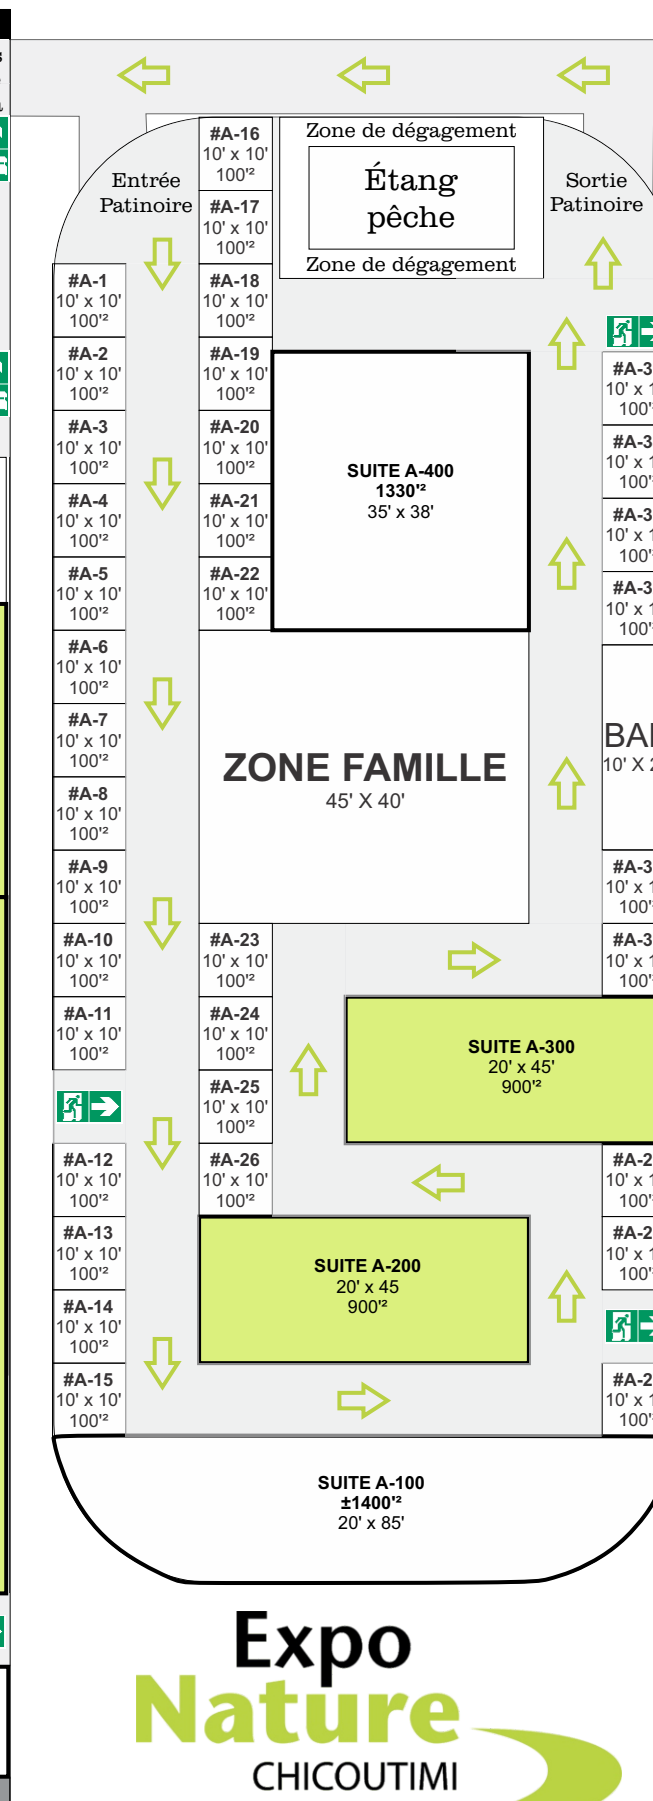 Zone de dégagement
Étang
pêche
Zone de dégagement
Entrée
Patinoire
Sortie
Patinoire
#A-16
10' x 10'
100'²
#A-17
10' x 10'
100'²
#A-18
10' x 10'
100'²
#A-19
10' x 10'
100'²
#A-20
10' x 10'
100'²
#A-21
10' x 10'
100'²
#A-22
10' x 10'
100'²
#A-1
10' x 10'
100'²
#A-2
10' x 10'
100'²
#A-3
10' x 10'
100'²
#A-4
10' x 10'
100'²
#A-5
10' x 10'
100'²
#A-6
10' x 10'
100'²
#A-7
10' x 10'
100'²
#A-8
10' x 10'
100'²
#A-9
10' x 10'
100'²
#A-10
10' x 10'
100'²
#A-11
10' x 10'
100'²
#A-12
10' x 10'
100'²
#A-13
10' x 10'
100'²
#A-14
10' x 10'
100'²
#A-15
10' x 10'
100'²
SUITE A-400
1330'²
35' x 38'
ZONE FAMILLE
45' X 40'
#A-23
10' x 10'
100'²
#A-24
10' x 10'
100'²
#A-25
10' x 10'
100'²
#A-26
10' x 10'
100'²
SUITE A-300
20' x 45'
900'²
SUITE A-200
20' x 45
900'²
SUITE A-100
±1400'²
20' x 85'
Expo
Nature
CHICOUTIMI